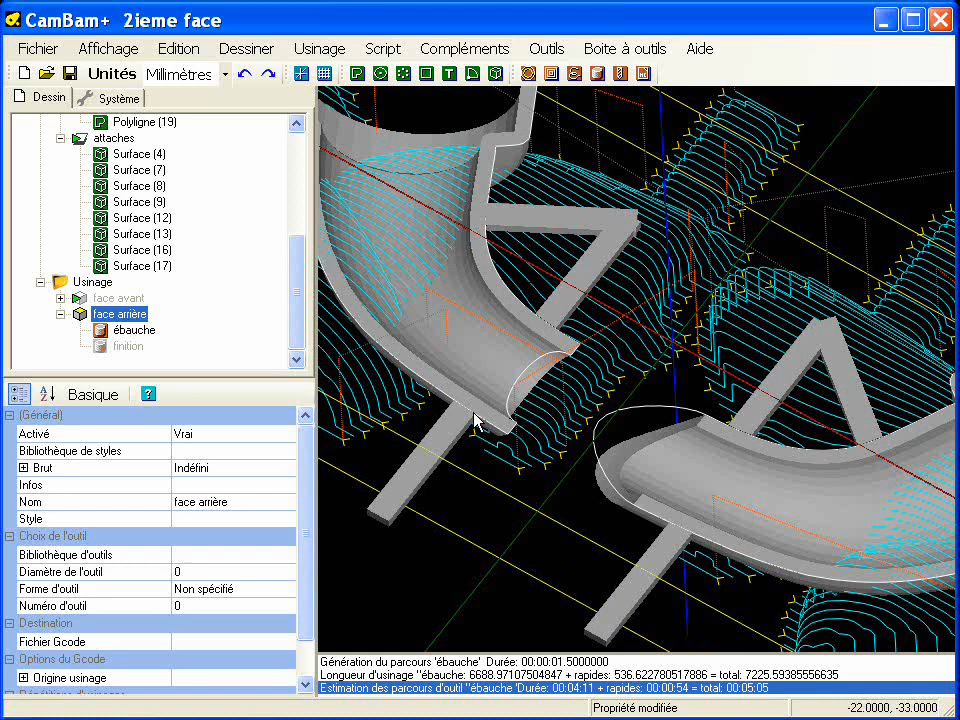 CamBam+ 2ieme face
Fichier Affichage Edition Dessiner Usinage Script Compléments Outils Boite à outils Aide
Unités Millimètres
Dessin Système
Polyligne (19)
attaches
Surface (4)
Surface (7)
Surface (8)
Surface (9)
Surface (12)
Surface (13)
Surface (16)
Surface (17)
Usinage
face avant
face arrière
ébauche
finition
Basique
(Général)
Activé Vrai
Bibliothèque de styles
Brut Indéfini
Infos
Nom face arrière
Style
Choix de l'outil
Bibliothèque d'outils
Diamètre de l'outil 0
Forme d'outil Non spécifié
Numéro d'outil 0
Destination
Fichier Gcode
Options du Gcode
Origine usinage
Génération du parcours 'ébauche' Durée: 00:00:01.5000000
Longueur d'usinage "ébauche: 6688.97107504847 + rapides: 536.622780517886 = total: 7225.59385556635
Estimation des parcours d'outil "ébauche 'Durée: 00:04:11 + rapides: 00:00:54 = total: 00:05:05
Propriété modifiée -22.0000, -33.0000